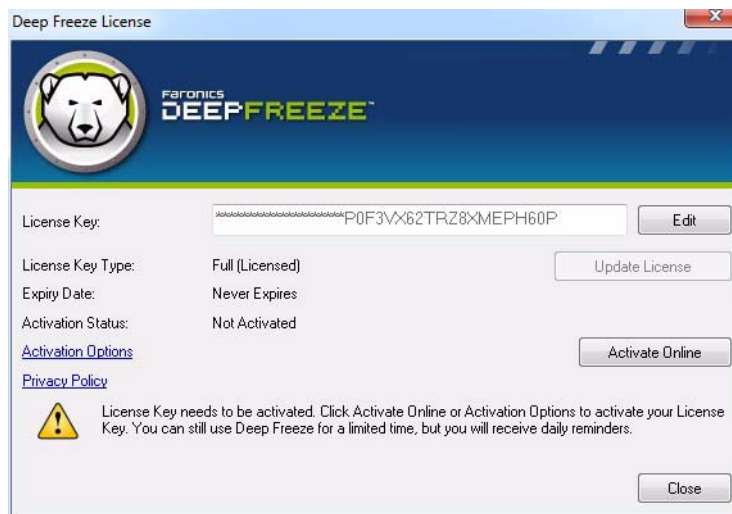 Deep Freeze License
Faronics
DEEPFREEZE™
License Key: **********************P0F3VX62TRZ8XMEPH60P Edit
License Key Type: Full (Licensed) Update License
Expiry Date: Never Expires
Activation Status: Not Activated
Activation Options Activate Online
Privacy Policy
License Key needs to be activated. Click Activate Online or Activation Options to activate your License
Key. You can still use Deep Freeze for a limited time, but you will receive daily reminders.
Close